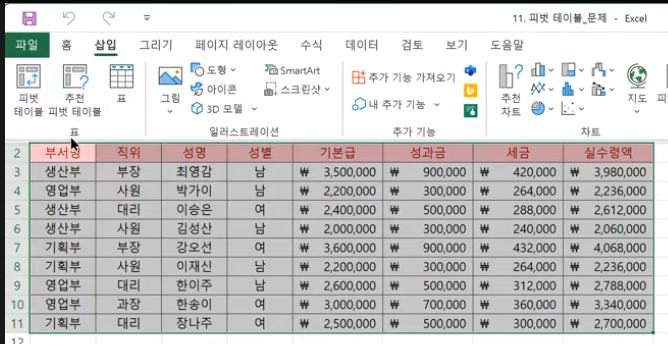 11. 피벗 테이블_문제 - Excel
파일 홈 삽입 그리기 페이지 레이아웃 수식 데이터 검토 보기 도움말
피벗 테이블 추천 피벗 테이블 표 그림 도형 아이콘 3D 모델 SmartArt 스크린샷 추가 기능 가져오기 내 추가 기능 추천 차트 지도
표 일러스트레이션 추가 기능 차트
2 직위 성명 성별 기본급 성과금 세금 실수령액
3 생산부 부장 최영감 남 ₩ 3,500,000 ₩ 900,000 ₩ 420,000 ₩ 3,980,000
4 영업부 사원 박가이 남 ₩ 2,200,000 ₩ 300,000 ₩ 264,000 ₩ 2,236,000
5 생산부 대리 이승은 여 ₩ 2,400,000 ₩ 500,000 ₩ 288,000 ₩ 2,612,000
6 생산부 사원 김성산 남 ₩ 2,000,000 ₩ 300,000 ₩ 240,000 ₩ 2,060,000
7 기획부 부장 강오선 여 ₩ 3,600,000 ₩ 900,000 ₩ 432,000 ₩ 4,068,000
8 기획부 사원 이재신 남 ₩ 2,200,000 ₩ 300,000 ₩ 264,000 ₩ 2,236,000
9 영업부 대리 한이주 남 ₩ 2,600,000 ₩ 500,000 ₩ 312,000 ₩ 2,788,000
10 영업부 과장 한송이 여 ₩ 3,000,000 ₩ 700,000 ₩ 360,000 ₩ 3,340,000
11 기획부 대리 장나주 여 ₩ 2,500,000 ₩ 500,000 ₩ 300,000 ₩ 2,700,000
12